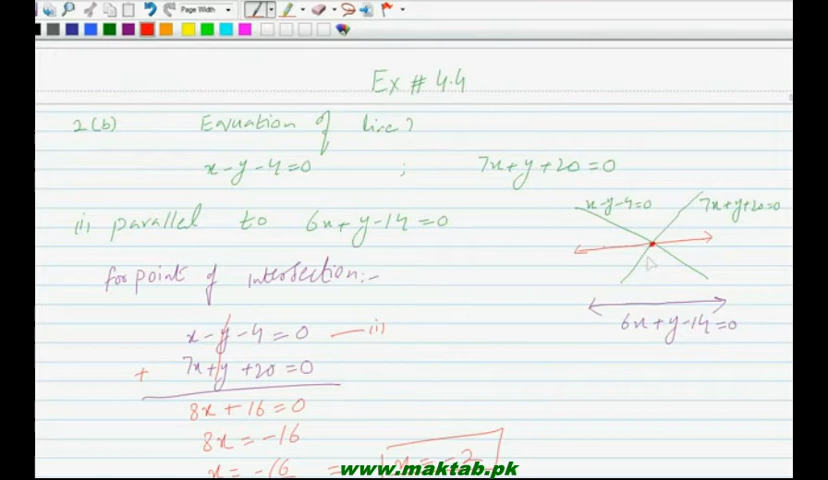 Page Width
Ex # 4.4
2(b) Equation of line?
x-y-4=0 ; 7x+y+20=0
(i) parallel to 6x+y-14=0
x-y-4=0 7x+y+20=0
for point of intersection:-
6x+y-14=0
x-y-4=0 —(i)
+ 7x+y+20=0
8x+16=0
8x=-16
x=-16 = x=-2
www.maktab.pk